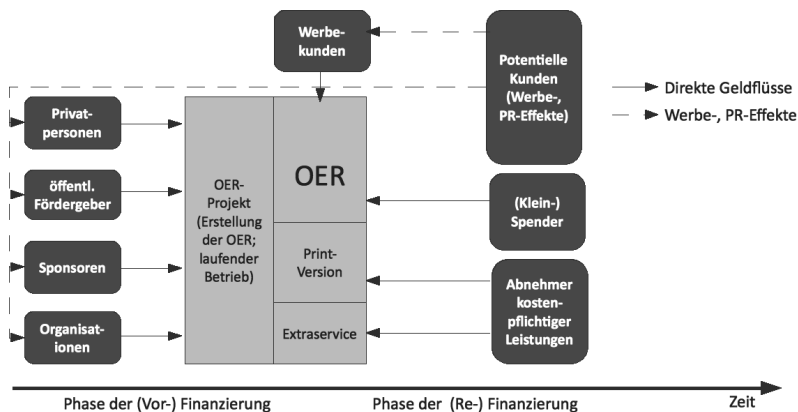 Werbe-
kunden
Potentielle
Kunden
(Werbe-,
PR-Effekte)
Direkte Geldflüsse
Werbe-, PR-Effekte
Privat-
personen
öffentl.
Fördergeber
Sponsoren
Organisat-
ionen
OER-
Projekt
(Erstellung
der OER;
laufender
Betrieb)
OER
Print-
Version
Extraservice
(Klein-)
Spender
Abnehmer
kosten-
pflichtiger
Leistungen
Phase der (Vor-) Finanzierung
Phase der (Re-) Finanzierung
Zeit